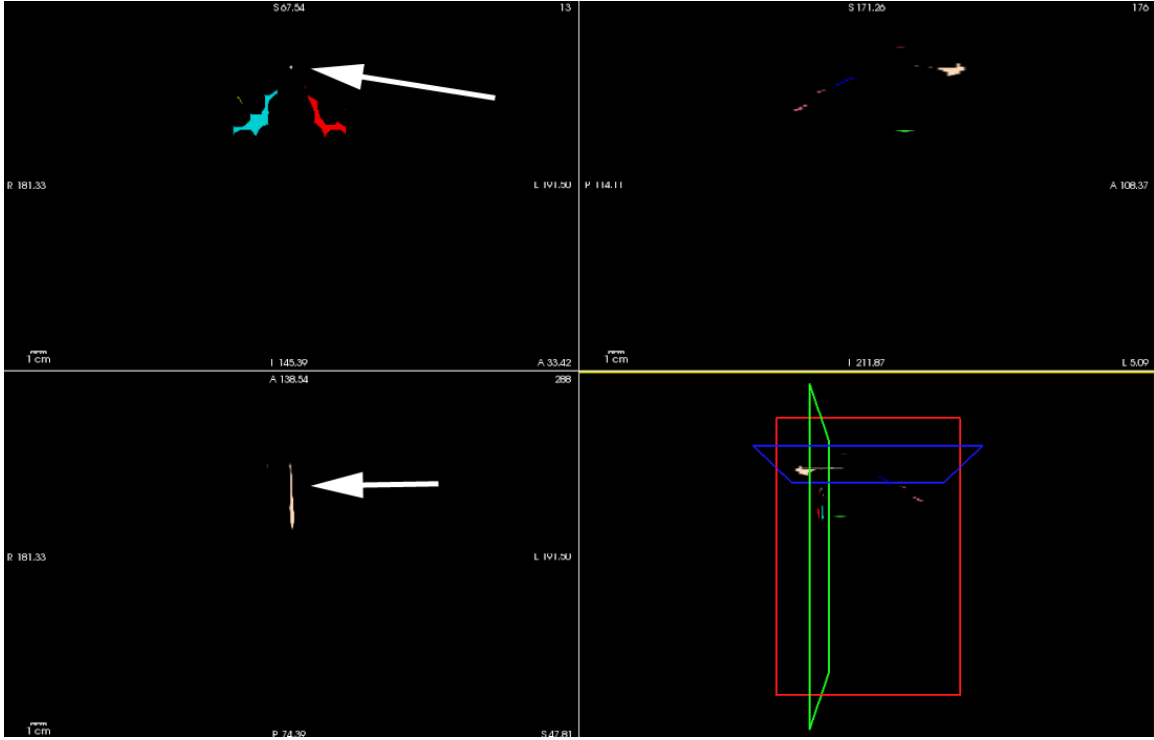 S 67.54
13
R 181.33
L 191.50
1 cm
I 145.39
A 33.42
S 171.26
176
P 114.11
A 108.37
1 cm
I 211.87
L 5.09
A 138.54
288
R 181.33
L 191.50
1 cm
P 74.39
S 47.81